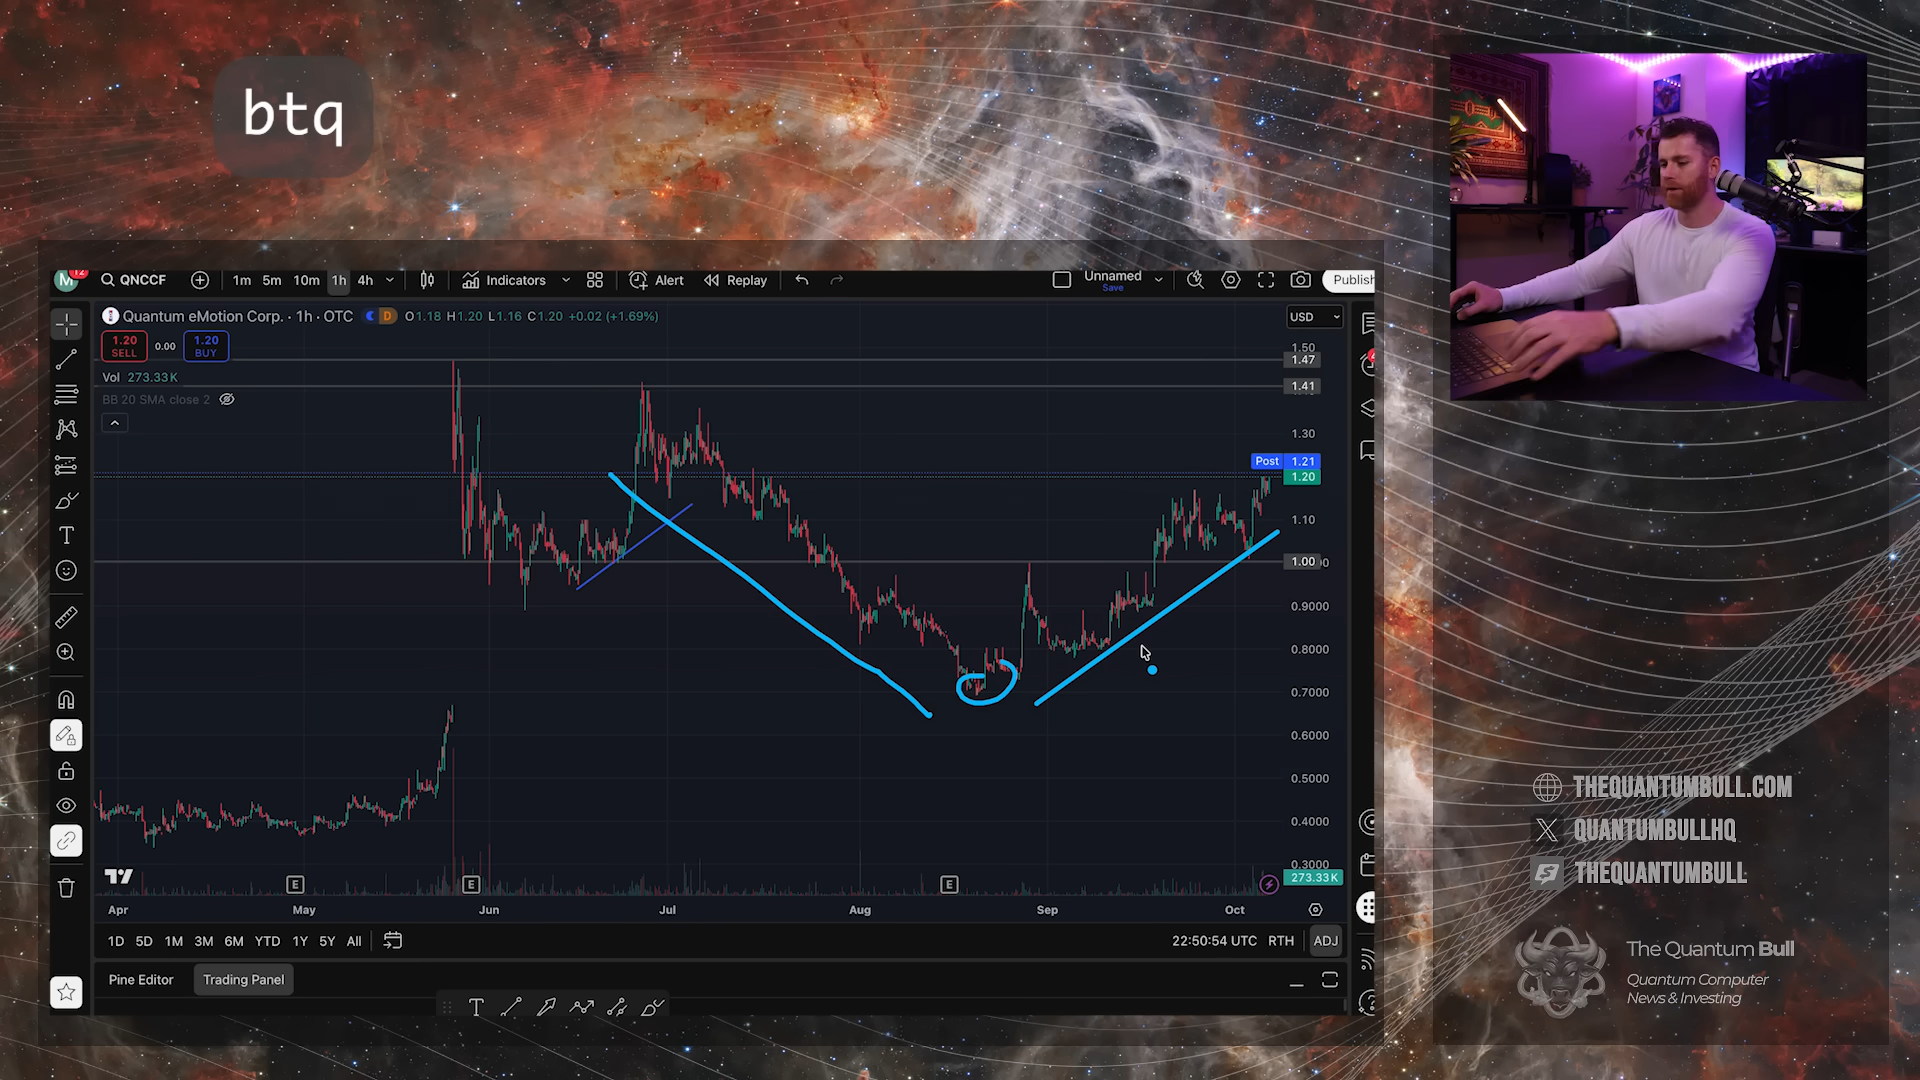 btq
M 12 QNCCF 1m 5m 10m 1h 4h Indicators Alert Replay Unnamed Save Publish
Quantum eMotion Corp. · 1h · OTC D O1.18 H1.20 L1.16 C1.20 +0.02 (+1.69%) USD
1.20 SELL 0.00 1.20 BUY
Vol 273.33K
BB 20 SMA close 2
1.50
1.47
1.41
1.30
Post 1.21
1.20
1.10
1.00
0.9000
0.8000
0.7000
0.6000
0.5000
0.4000
0.3000
273.33K
E E E
Apr May Jun Jul Aug Sep Oct
1D 5D 1M 3M 6M YTD 1Y 5Y All 22:50:54 UTC RTH ADJ
Pine Editor Trading Panel
T
THEQUANTUMBULL.COM
QUANTUMBULLHQ
THEQUANTUMBULL
The Quantum Bull
Quantum Computer
News & Investing